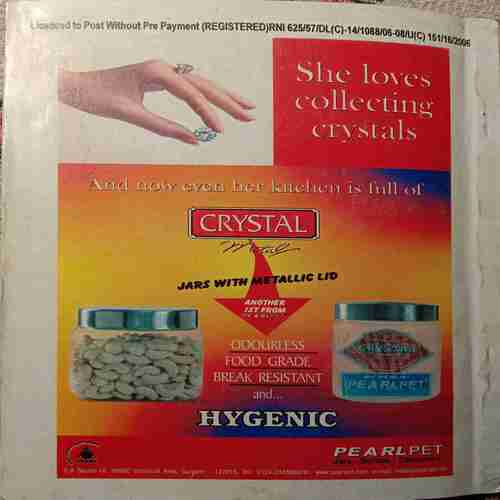 Licenced to Post Without Pre Payment (REGISTERED)RNI 625/57/DL(C)-14/1088/06-08/U(C) 151/16/2006
She loves
collecting
crystals
And now even her kitchen is full of
CRYSTAL
Metall
JARS WITH METALLIC LID
ANOTHER
1ST FROM
ODOURLESS
FOOD GRADE
BREAK RESISTANT
and...
HYGENIC
CRYSTAL
PEARLPET
PEARLPET